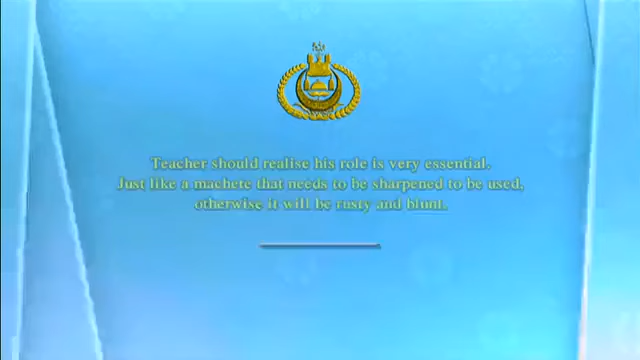 Teacher should realise his role is very essential.
Just like a machete that needs to be sharpened to be used,
otherwise it will be rusty and blunt.